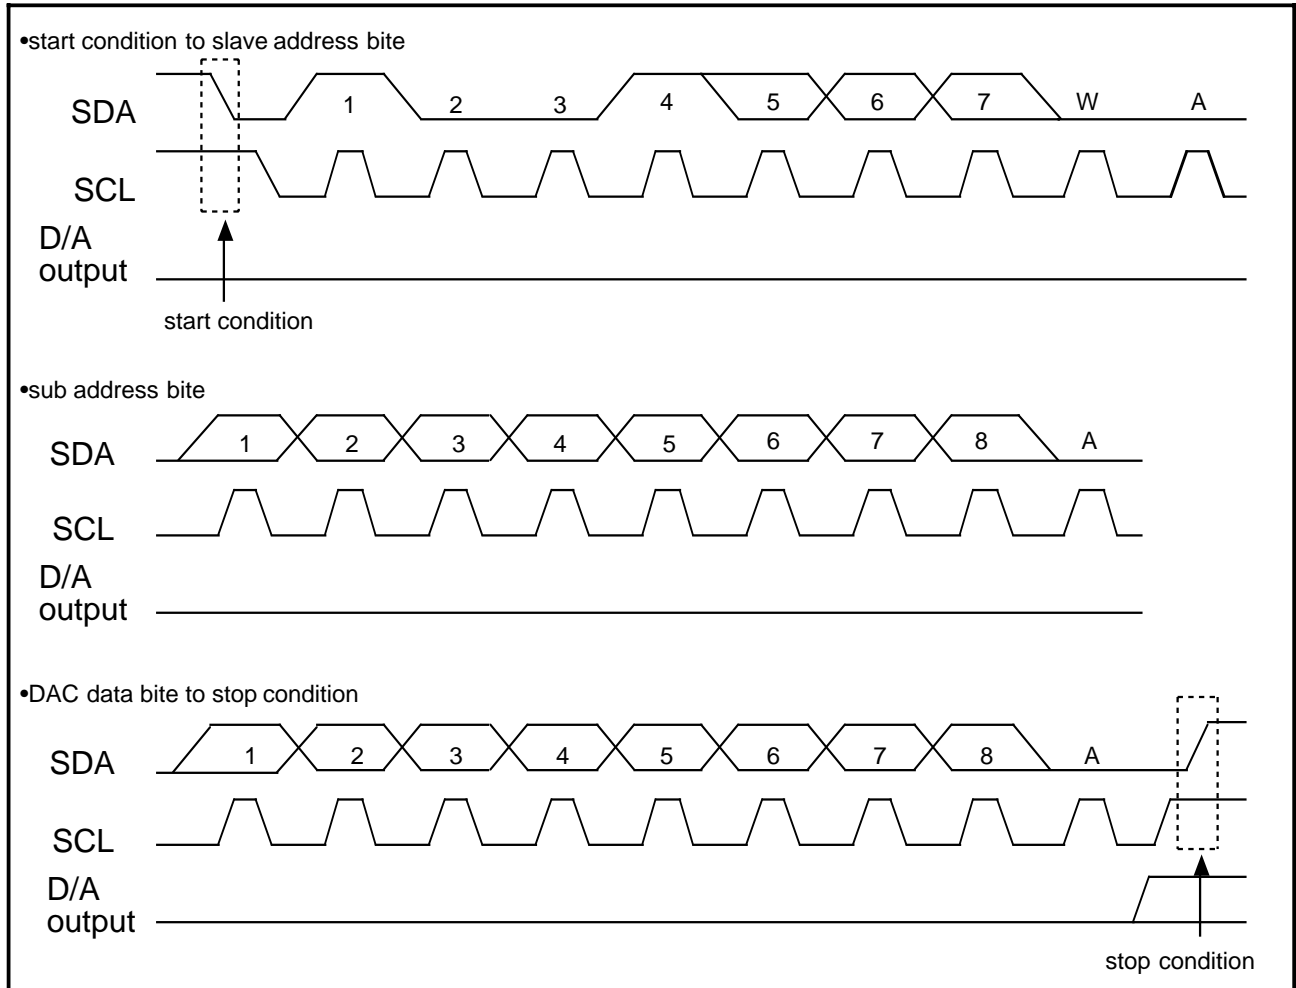 •start condition to slave address bite
SDA 1 2 3 4 5 6 7 W A
SCL
D/A
output
start condition
•sub address bite
SDA 1 2 3 4 5 6 7 8 A
SCL
D/A
output
•DAC data bite to stop condition
SDA 1 2 3 4 5 6 7 8 A
SCL
D/A
output
stop condition